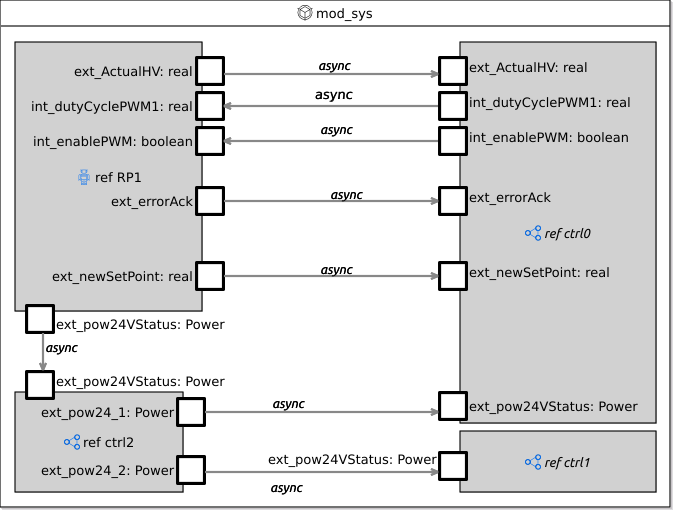 mod_sys
ext_ActualHV: real
async
ext_ActualHV: real
int_dutyCyclePWM1: real
async
int_dutyCyclePWM1: real
int_enablePWM: boolean
async
int_enablePWM: boolean
ref RP1
ext_errorAck
async
ext_errorAck
ref ctrl0
ext_newSetPoint: real
async
ext_newSetPoint: real
ext_pow24VStatus: Power
async
ext_pow24VStatus: Power
ext_pow24_1: Power
async
ext_pow24VStatus: Power
ref ctrl2
ext_pow24_2: Power
ext_pow24VStatus: Power
async
ref ctrl1